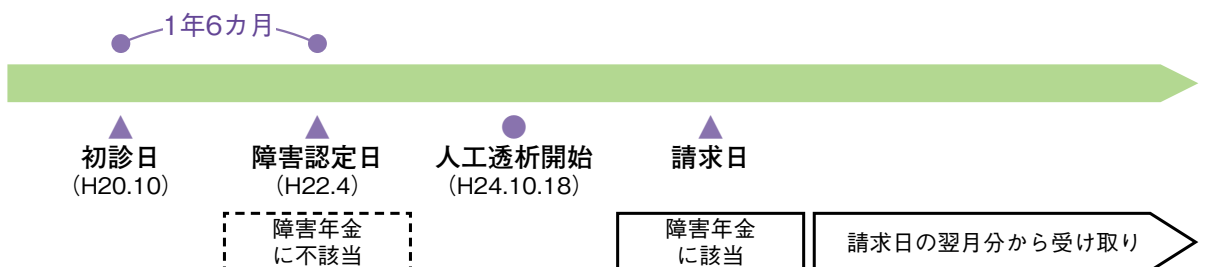 1年6カ月
初診日
（H20.10）
障害認定日
（H22.4）
人工透析開始
（H24.10.18）
請求日
障害年金
に不該当
障害年金
に該当
請求日の翌月分から受け取り